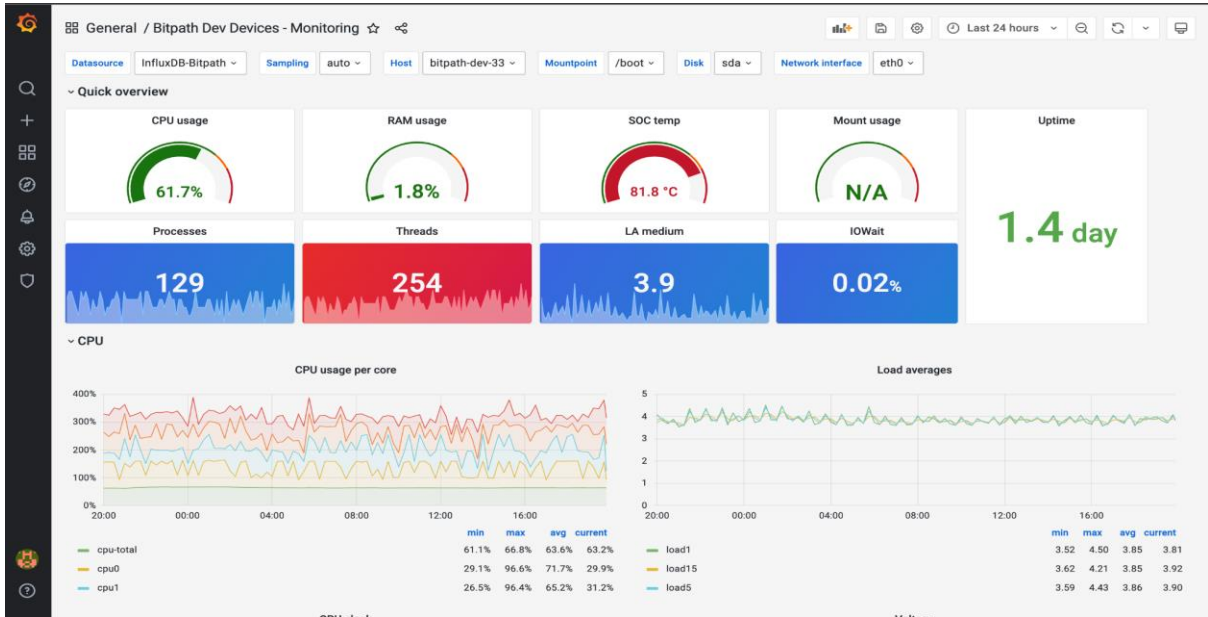 General / Bitpath Dev Devices - Monitoring
Last 24 hours
Datasource InfluxDB-Bitpath Sampling auto Host bitpath-dev-33 Mountpoint /boot Disk sda Network interface eth0
Quick overview
CPU usage RAM usage SOC temp Mount usage Uptime
61.7% 1.8% 81.8 °C N/A
1.4 day
Processes Threads LA medium IOWait
129 254 3.9 0.02%
CPU
CPU usage per core
400%
300%
200%
100%
0%
20:00 00:00 04:00 08:00 12:00 16:00
min max avg current
cpu-total 61.1% 66.8% 63.6% 63.2%
cpu0 29.1% 96.6% 71.7% 29.9%
cpu1 26.5% 96.4% 65.2% 31.2%
Load averages
5
4
3
2
1
0
20:00 00:00 04:00 08:00 12:00 16:00
min max avg current
load1 3.52 4.50 3.85 3.81
load15 3.62 4.21 3.85 3.92
load5 3.59 4.43 3.86 3.90